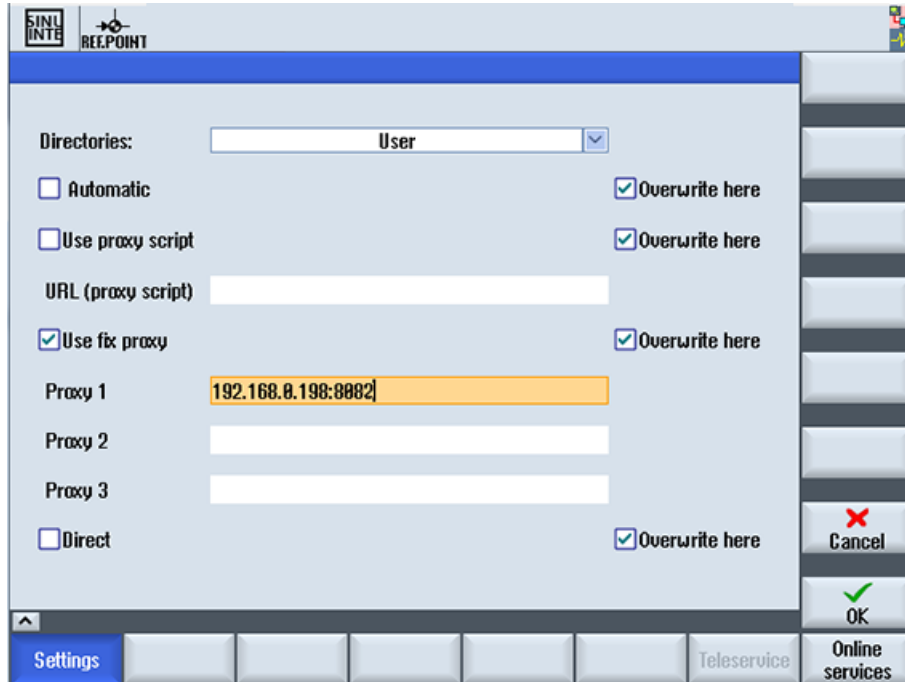 SINU
INTE
REF.POINT
Directories:
User
Automatic
Overwrite here
Use proxy script
Overwrite here
URL (proxy script)
Use fix proxy
Overwrite here
Proxy 1
192.168.0.198:8082
Proxy 2
Proxy 3
Direct
Overwrite here
Cancel
OK
Settings
Teleservice
Online
services